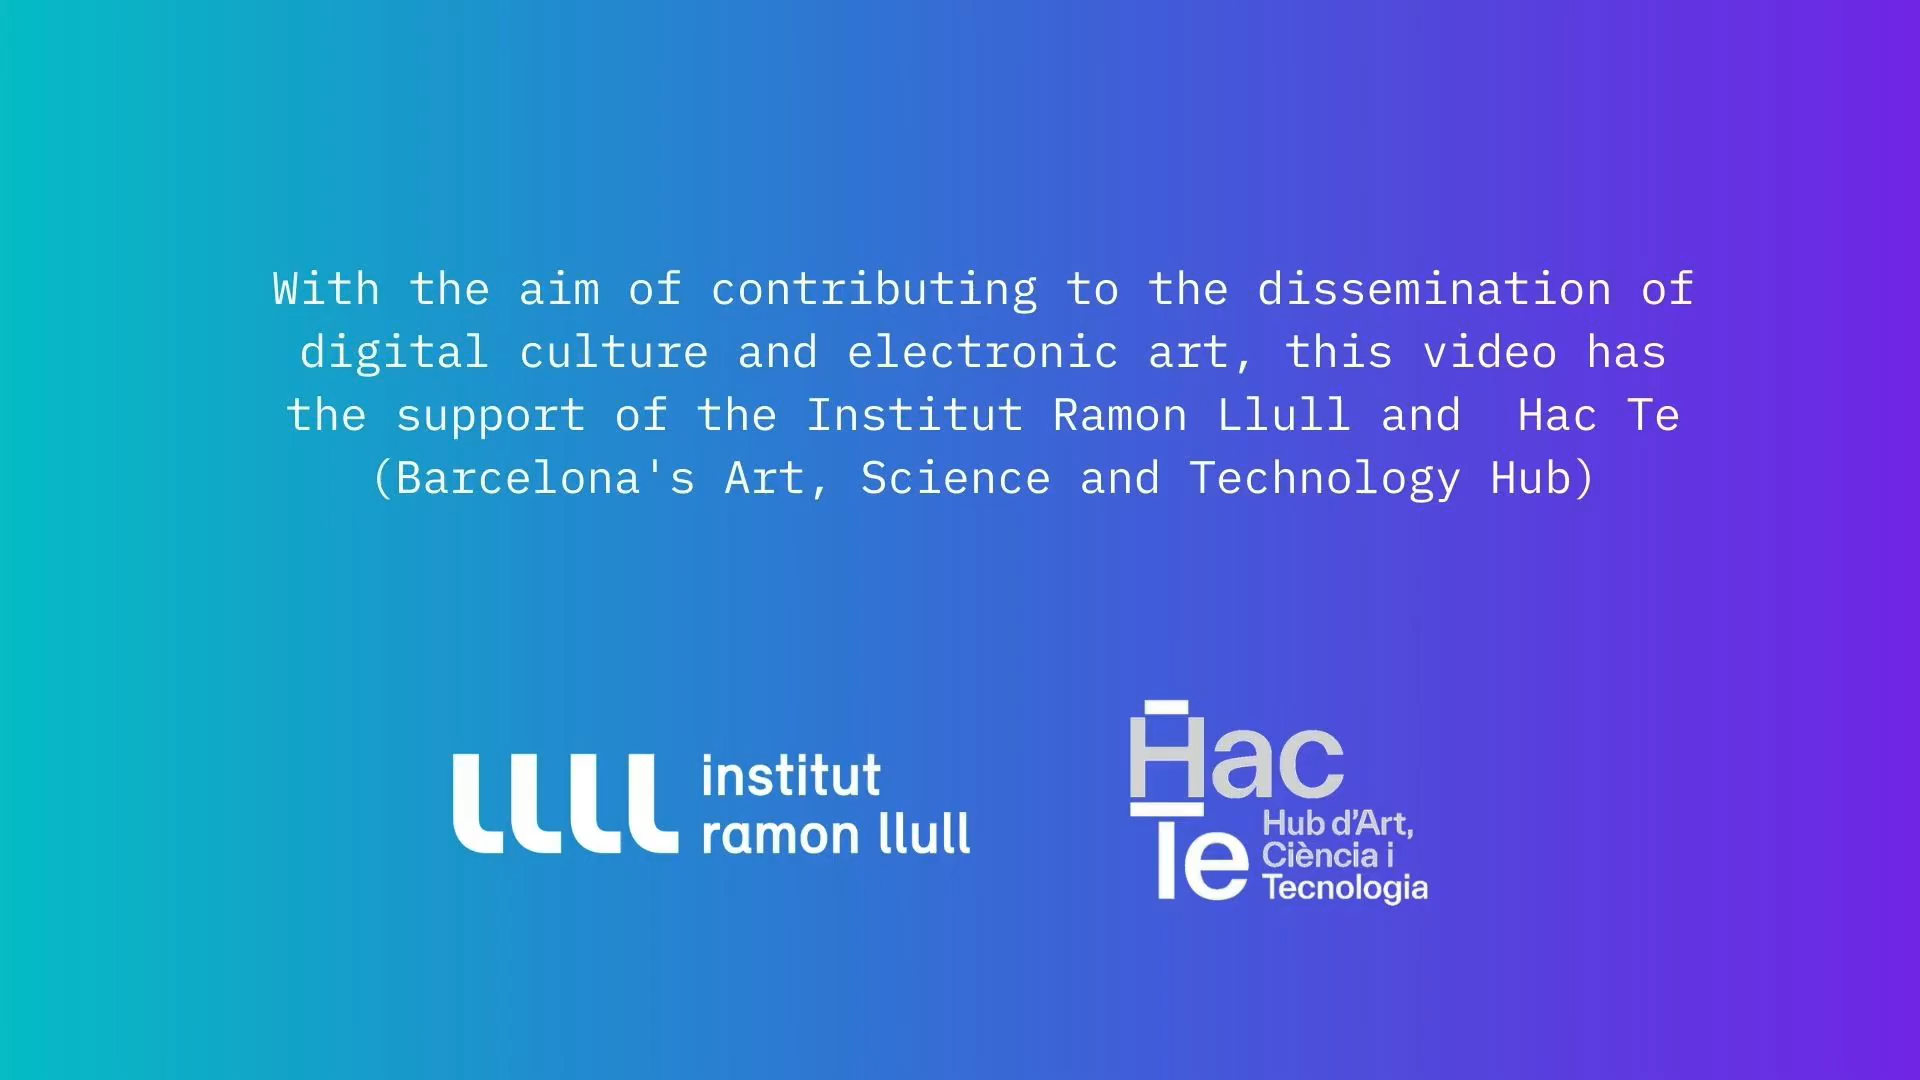 With the aim of contributing to the dissemination of
digital culture and electronic art, this video has
the support of the Institut Ramon Llull and  Hac Te
(Barcelona's Art, Science and Technology Hub)
institut
ramon llull
Hac
Te
Hub d'Art,
Ciència i
Tecnologia